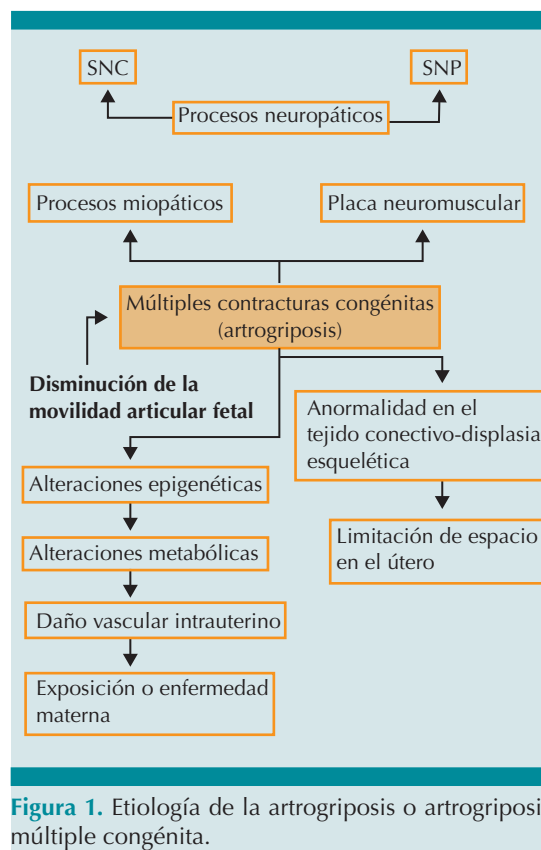 SNC
SNP
Procesos neuropáticos
Procesos miopáticos
Placa neuromuscular
Múltiples contracturas congénitas
(artrogriposis)
Disminución de la
movilidad articular fetal
Anormalidad en el
tejido conectivo-displasia
esquelética
Alteraciones epigenéticas
Limitación de espacio
en el útero
Alteraciones metabólicas
Daño vascular intrauterino
Exposición o enfermedad
materna
Figura 1. Etiología de la artrogriposis o artrogriposi
múltiple congénita.